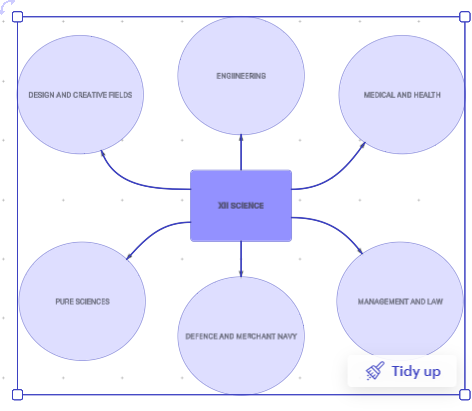 ENGINEERING
DESIGN AND CREATIVE FIELDS
MEDICAL AND HEALTH
XII SCIENCE
PURE SCIENCES
MANAGEMENT AND LAW
DEFENCE AND MERCHANT NAVY
Tidy up